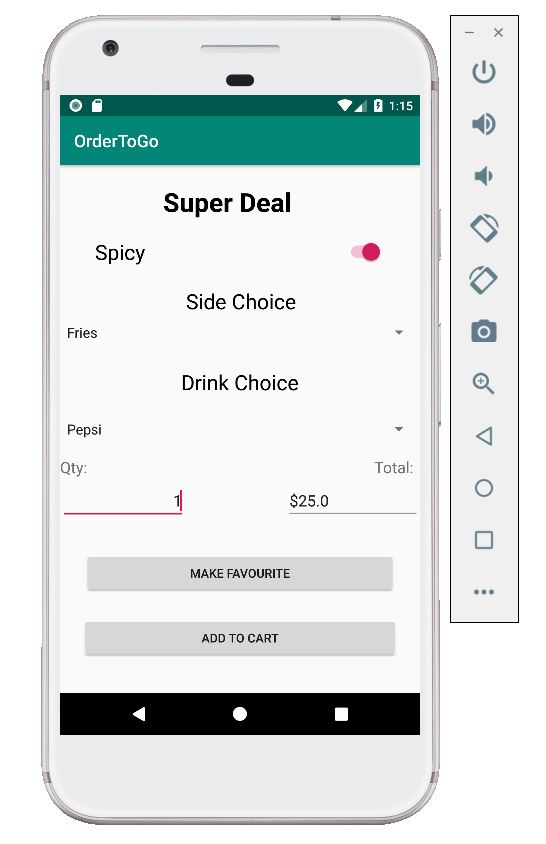 1:15
OrderToGo
Super Deal
Spicy
Side Choice
Fries
Drink Choice
Pepsi
Qty: Total:
1 $25.0
MAKE FAVOURITE
ADD TO CART